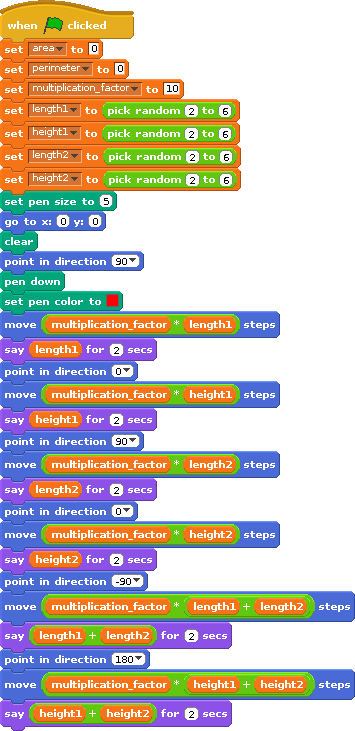 when clicked
set area to 0
set perimeter to 0
set multiplication_factor to 10
set length1 to pick random 2 to 6
set height1 to pick random 2 to 6
set length2 to pick random 2 to 6
set height2 to pick random 2 to 6
set pen size to 5
go to x: 0 y: 0
clear
point in direction 90
pen down
set pen color to
move multiplication_factor * length1 steps
say length1 for 2 secs
point in direction 0
move multiplication_factor * height1 steps
say height1 for 2 secs
point in direction 90
move multiplication_factor * length2 steps
say length2 for 2 secs
point in direction 0
move multiplication_factor * height2 steps
say height2 for 2 secs
point in direction -90
move multiplication_factor * length1 + length2 steps
say length1 + length2 for 2 secs
point in direction 180
move multiplication_factor * height1 + height2 steps
say height1 + height2 for 2 secs